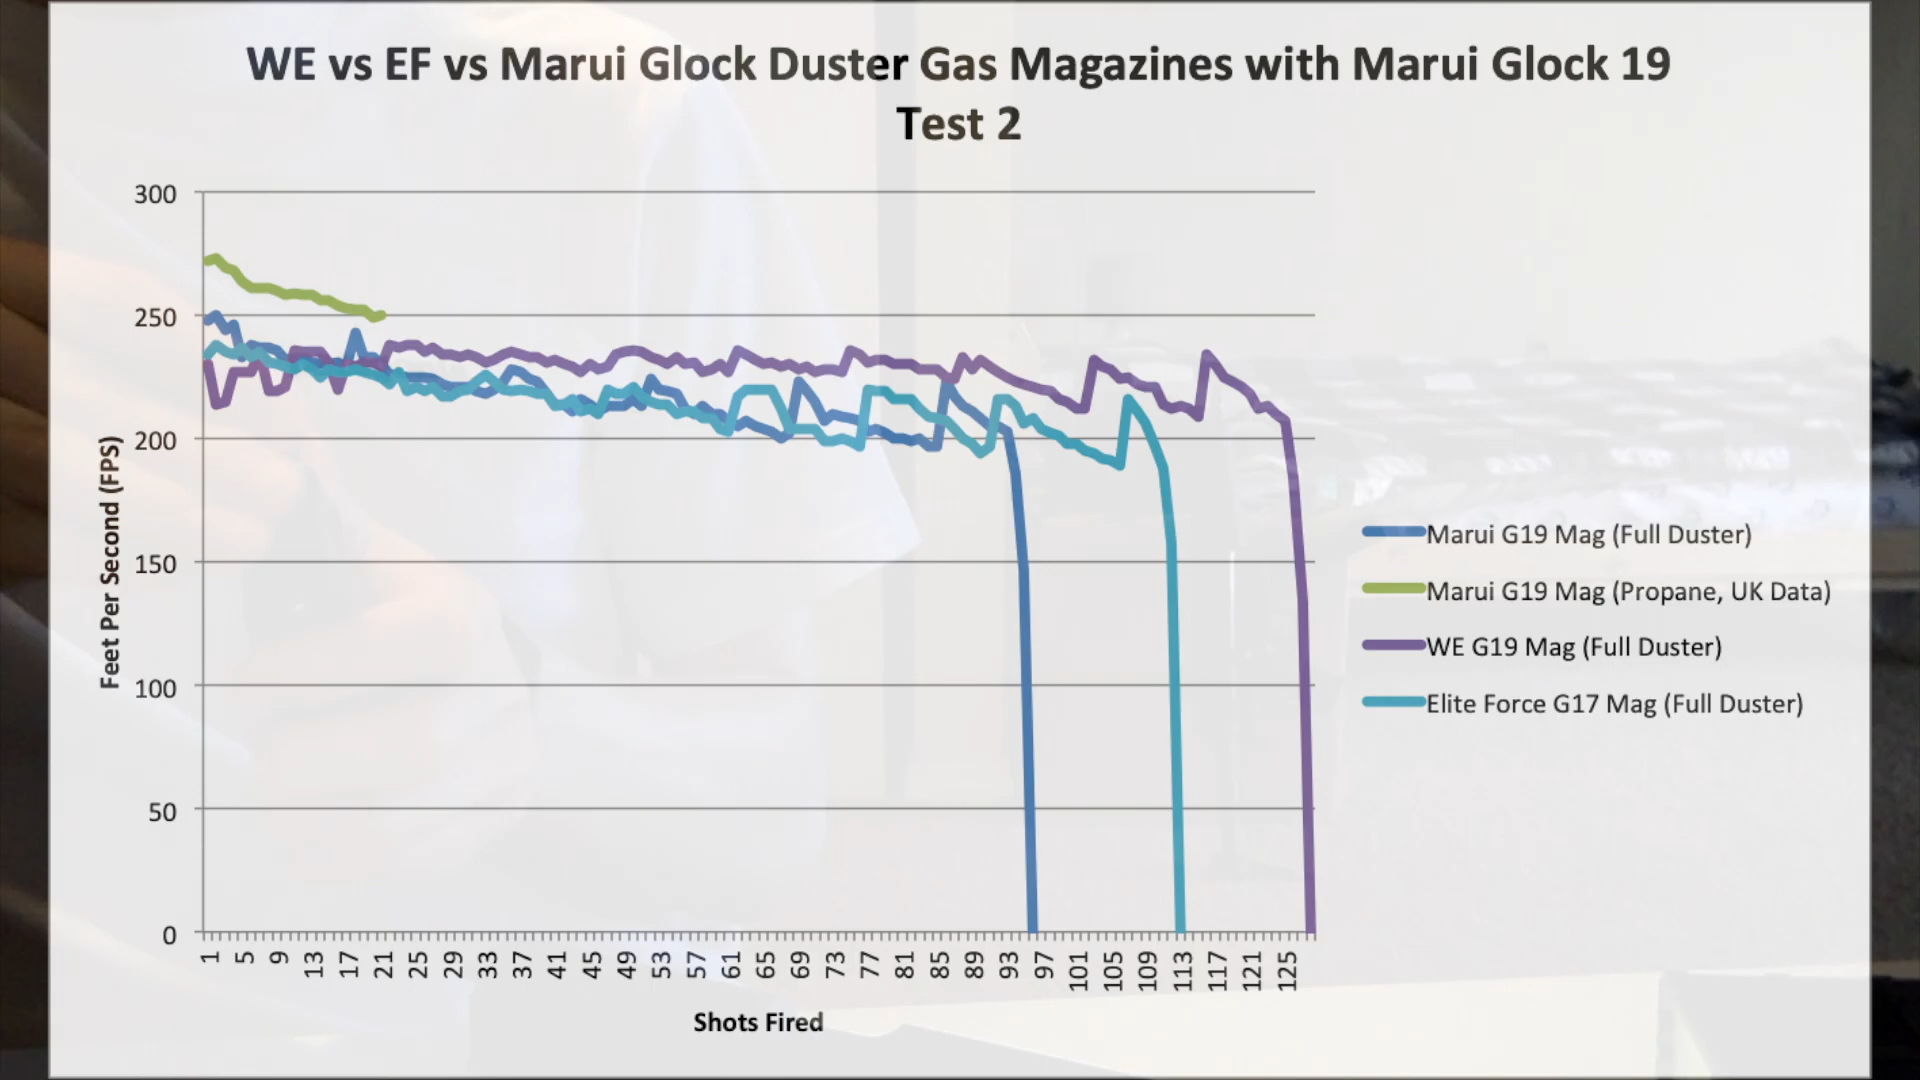 WE vs EF vs Marui Glock Duster Gas Magazines with Marui Glock 19
Test 2
300
250
200
150
100
50
0
Feet Per Second (FPS)
1 5 9 13 17 21 25 29 33 37 41 45 49 53 57 61 65 69 73 77 81 85 89 93 97 101 105 109 113 117 121 125
Shots Fired
Marui G19 Mag (Full Duster)
Marui G19 Mag (Propane, UK Data)
WE G19 Mag (Full Duster)
Elite Force G17 Mag (Full Duster)